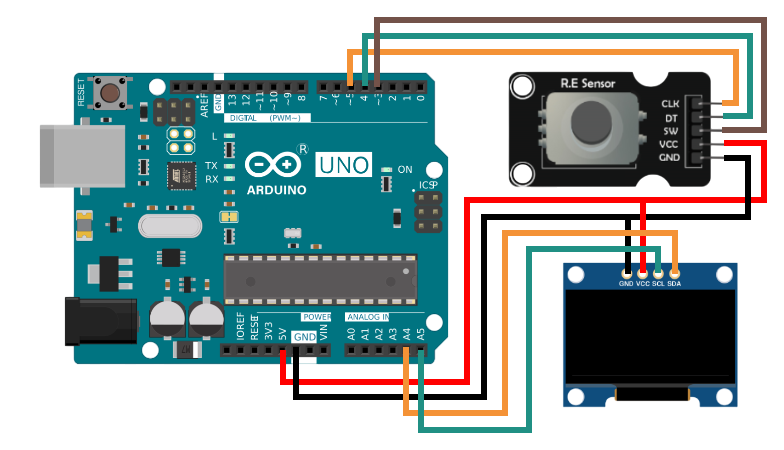 RESET
AREF
GND
13
12
~11
~10
~9
8
7
~6
~5
4
~3
2
1
0
DIGITAL (PWM~)
L
TX
RX
R
UNO
ARDUINO
ON
ICSP
IOREF
RESET
3V3
5V
GND
VIN
POWER
A0
A1
A2
A3
A4
A5
ANALOG IN
R.E Sensor
CLK
DT
SW
VCC
GND
GND VCC SCL SDA